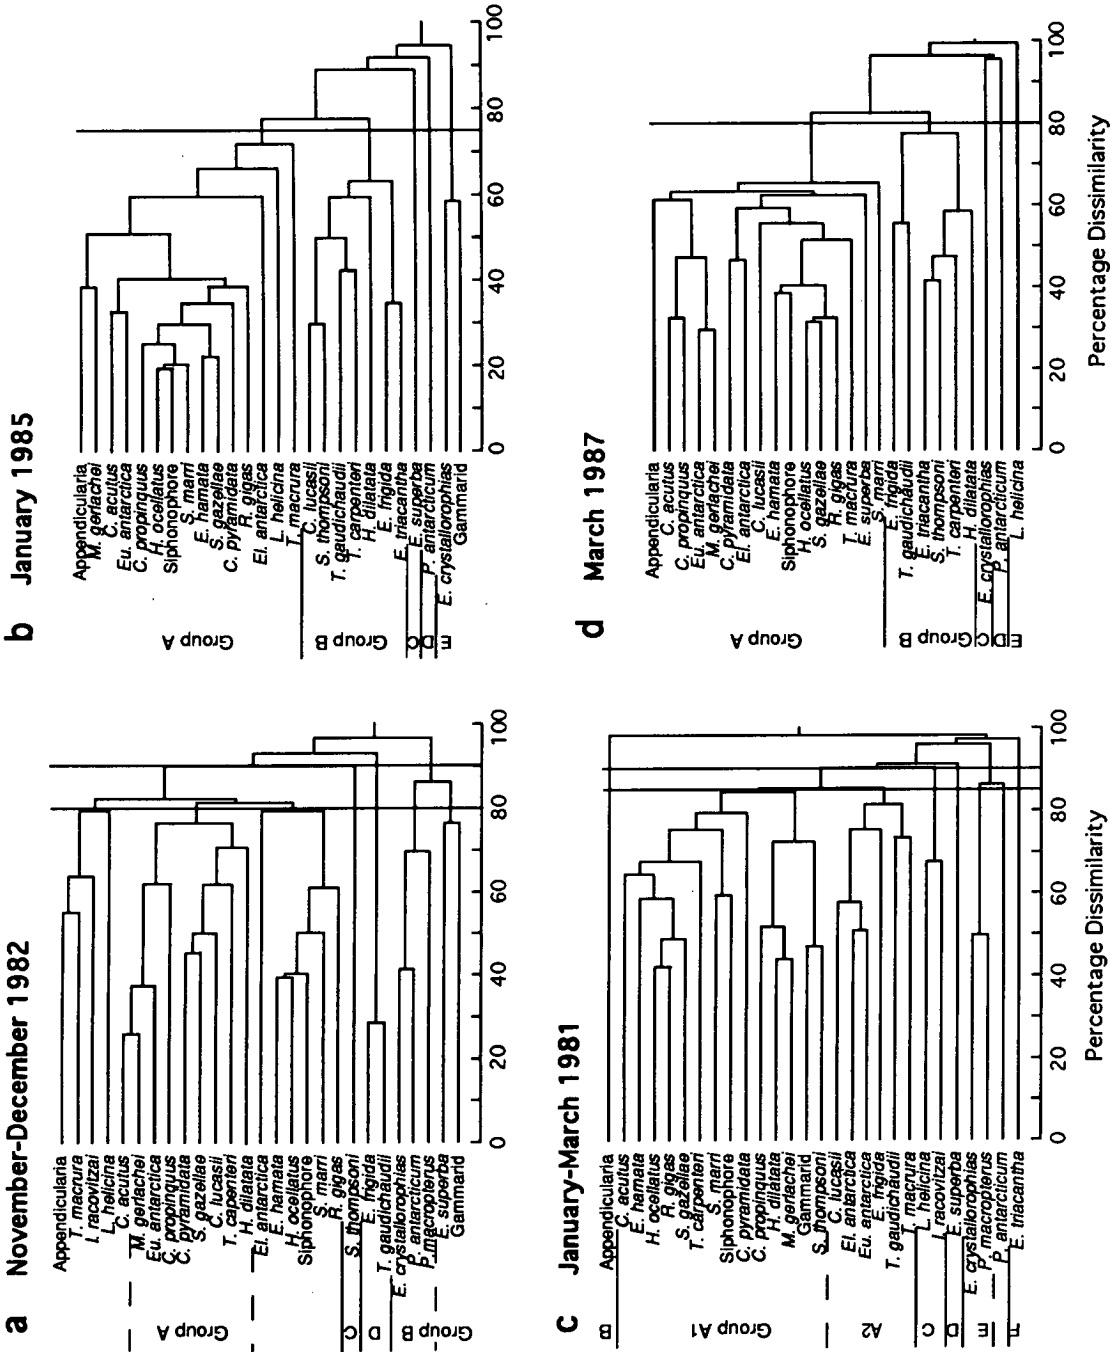 a November-December 1982
Group A
C
D
Group B
Appendicularia
T. macrura
I. racovitzai
L. helicina
C. acutus
M. gerlachei
Eu. antarctica
C. propinquus
C. pyramidata
S. gazellae
C. lucasii
T. carpenteri
H. dilatata
El. antarctica
E. hamata
H. ocellatus
Siphonophore
S. marri
R. gigas
S. thompsoni
E. frigida
T. gaudichaudii
E. crystallorophias
P. antarcticum
P. macropterus
E. superba
Gammarid
0 20 40 60 80 100
b January 1985
Group A
Group B
C
D
E
Appendicularia
M. gerlachei
C. acutus
Eu. antarctica
C. propinquus
H. ocellatus
Siphonophore
S. marri
E. hamata
S. gazellae
C. pyramidata
R. gigas
El. antarctica
L. helicina
T. macrura
C. lucasii
S. thompsoni
T. gaudichaudii
T. carpenteri
H. dilatata
E. frigida
E. triacantha
E. superba
P. antarcticum
E. crystallorophias
Gammarid
0 20 40 60 80 100
c January-March 1981
B
Group A1
A2
C
D
E
F
Appendicularia
C. acutus
E. hamata
H. ocellatus
R. gigas
S. gazellae
T. carpenteri
S. marri
Siphonophore
C. pyramidata
C. propinquus
H. dilatata
M. gerlachei
Gammarid
S. thompsoni
C. lucasii
El. antarctica
Eu. antarctica
E. frigida
T. gaudichaudii
T. macrura
L. helicina
I. racovitzai
E. superba
E. crystallorophias
P. macropterus
P. antarcticum
E. triacantha
0 20 40 60 80 100
Percentage Dissimilarity
d March 1987
Group A
Group B
C
D
E
Appendicularia
C. acutus
C. propinquus
Eu. antarctica
M. gerlachei
C. pyramidata
El. antarctica
C. lucasii
E. hamata
Siphonophore
H. ocellatus
S. gazellae
R. gigas
T. macrura
E. superba
S. marri
E. frigida
T. gaudichaudii
E. triacantha
S. thompsoni
T. carpenteri
H. dilatata
E. crystallorophias
P. antarcticum
L. helicina
0 20 40 60 80 100
Percentage Dissimilarity